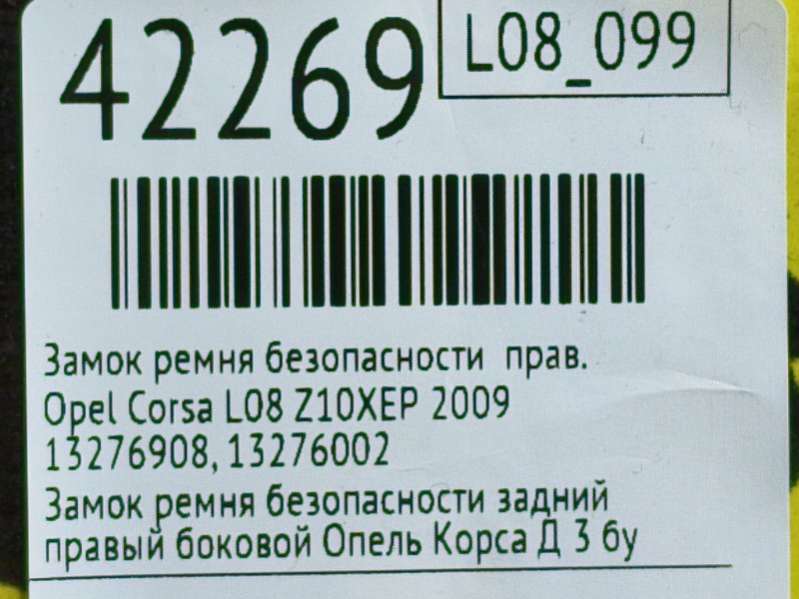 42269
L08_099
Замок ремня безопасности прав.
Opel Corsa L08 Z10XEP 2009
13276908, 13276002
Замок ремня безопасности задний
правый боковой Опель Корса Д 3 бу